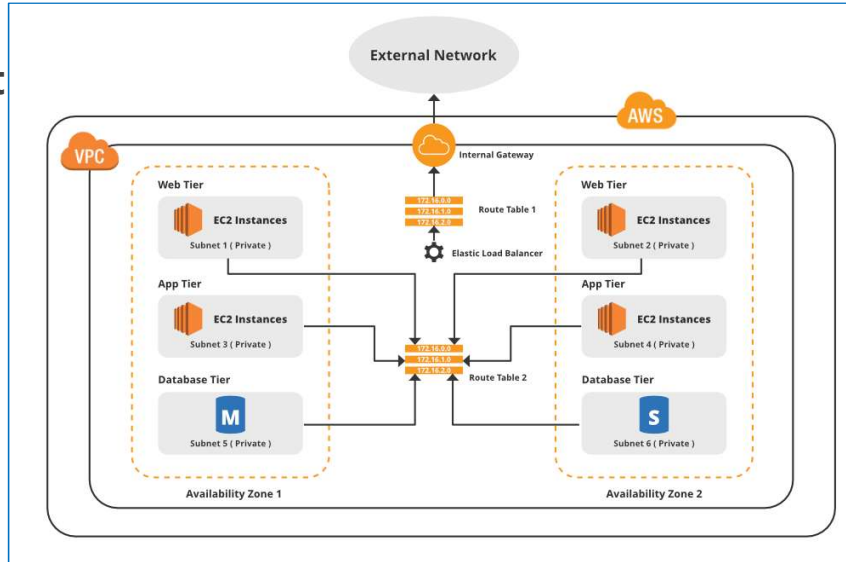 t
External Network
AWS
VPC
Internal Gateway
Web Tier
EC2 Instances
Subnet 1 ( Private )
172.16.0.0
172.16.1.0
172.16.2.0
Route Table 1
Elastic Load Balancer
Web Tier
EC2 Instances
Subnet 2 ( Private )
App Tier
EC2 Instances
Subnet 3 ( Private )
App Tier
EC2 Instances
Subnet 4 ( Private )
172.16.0.0
172.16.1.0
172.16.2.0
Route Table 2
Database Tier
M
Subnet 5 ( Private )
Database Tier
S
Subnet 6 ( Private )
Availability Zone 1
Availability Zone 2